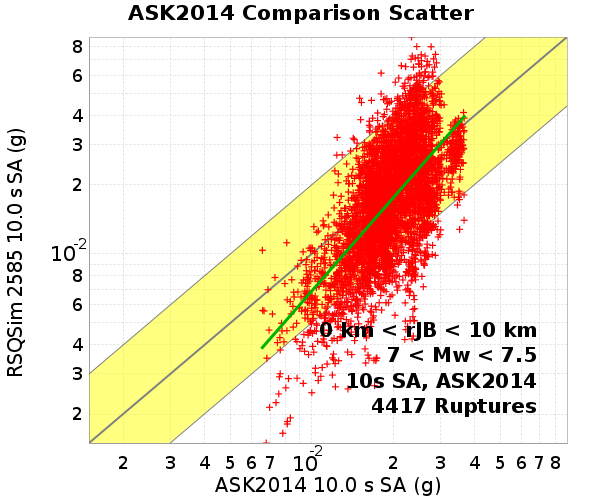 ASK2014 Comparison Scatter
RSQSim 2585 10.0 s SA (g)
8
6
4
3
2
10⁻²
8
6
4
3
2
0 km < rJB < 10 km
7 < Mw < 7.5
10s SA, ASK2014
4417 Ruptures
2 3 4 5 6 7 10⁻² 2 3 4 5 6 7 8
ASK2014 10.0 s SA (g)